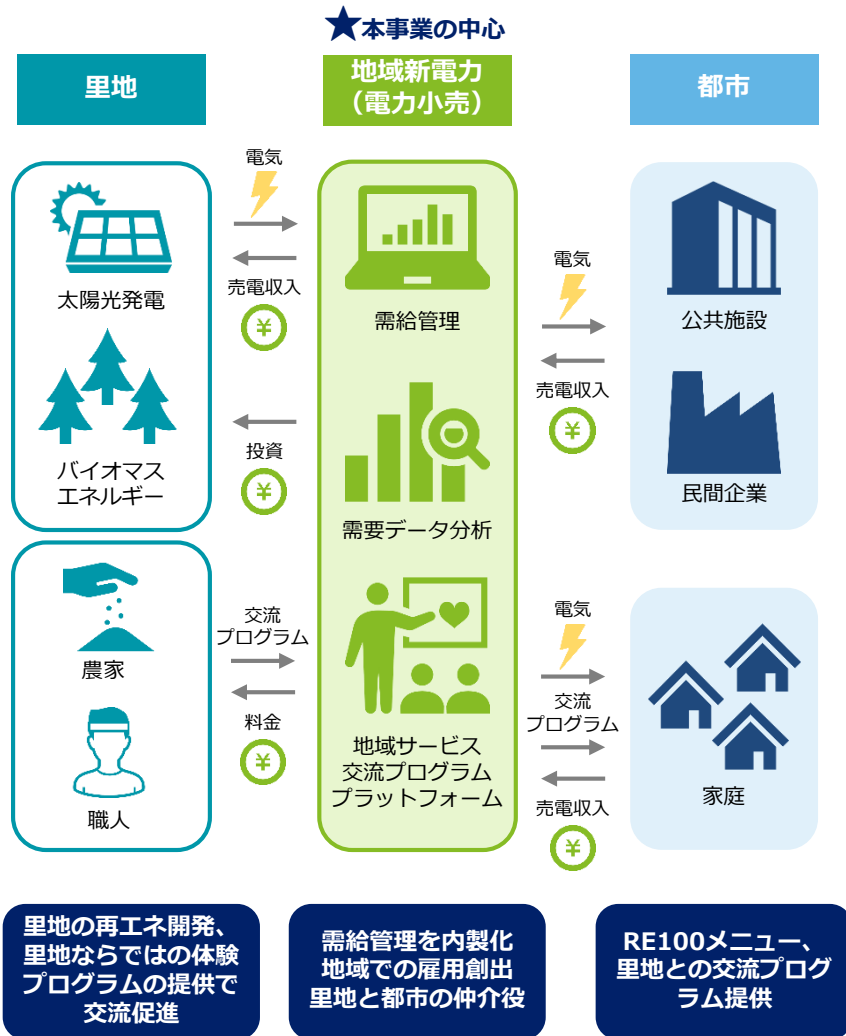 ★本事業の中心
里地
地域新電力
（電力小売）
都市
電気
売電収入
¥
投資
¥
太陽光発電
バイオマス
エネルギー
交流
プログラム
料金
¥
農家
職人
需給管理
需要データ分析
地域サービス
交流プログラム
プラットフォーム
電気
売電収入
¥
公共施設
民間企業
電気
交流
プログラム
売電収入
¥
家庭
里地の再エネ開発、
里地ならではの体験
プログラムの提供で
交流促進
需給管理を内製化
地域での雇用創出
里地と都市の仲介役
RE100メニュー、
里地との交流プログ
ラム提供